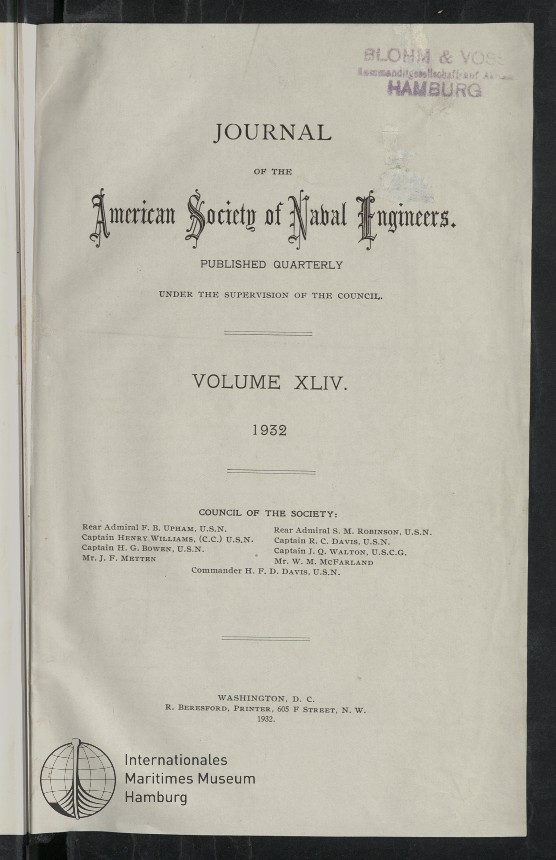 BLOHM & VOSS
Kommanditgesellschaft auf
HAMBURG
JOURNAL
OF THE
American Society of Naval Engineers.
PUBLISHED QUARTERLY
UNDER THE SUPERVISION OF THE COUNCIL.
VOLUME XLIV.
1932
COUNCIL OF THE SOCIETY:
Rear Admiral F. B. UPHAM, U.S.N.
Captain HENRY WILLIAMS, (C.C.) U.S.N.
Captain H. G. BOWEN, U.S.N.
Mr. J. F. METTEN
Rear Admiral S. M. ROBINSON, U.S.N.
Captain R. C. DAVIS, U.S.N.
Captain J. Q. WALTON, U.S.C.G.
Mr. W. M. MCFARLAND
Commander H. F. D. DAVIS, U.S.N.
WASHINGTON, D. C.
R. BERESFORD, PRINTER, 605 F STREET, N. W.
1932.
Internationales
Maritimes Museum
Hamburg